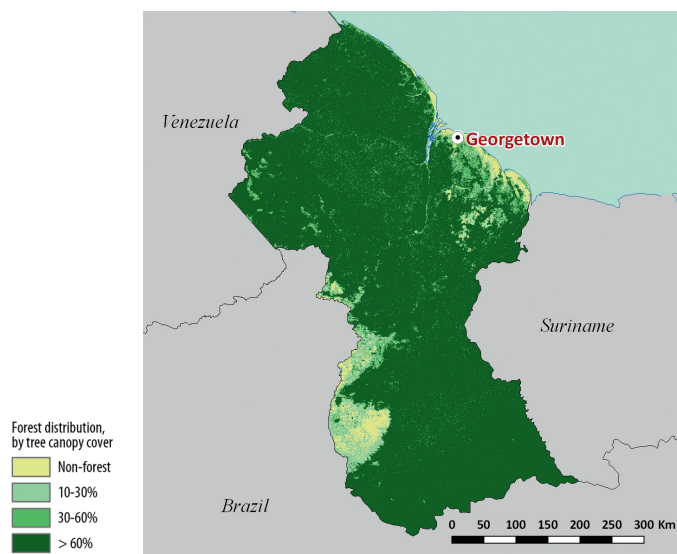 Venezuela
Georgetown
Suriname
Forest distribution,
by tree canopy cover
Non-forest
10-30%
30-60%
> 60%
Brazil
0 50 100 150 200 250 300 Km